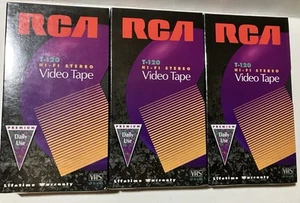 RCA
T-120
HI-FI STEREO
Video Tape
PREMIUM
Daily
Use
VHS
Lifetime Warranty
RCA
T-120
HI-FI STEREO
Video Tape
PREMIUM
Daily
Use
VHS
Lifetime Warranty
RCA
T-120
HI-FI STEREO
Video Tape
PREMIUM
Daily
Use
VHS
Lifetime Warranty